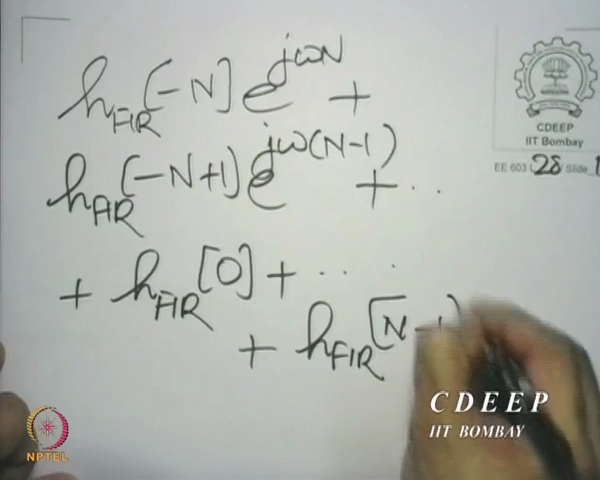 h_FIR[-N] e^{jωN} +
h_FIR[-N+1] e^{jω(N-1)} + ..
+ h_FIR[0] + ...
+ h_FIR[N-1]
CDEEP
IIT Bombay
EE 603 L 28 Slide
CDEEP
IIT BOMBAY
NPTEL